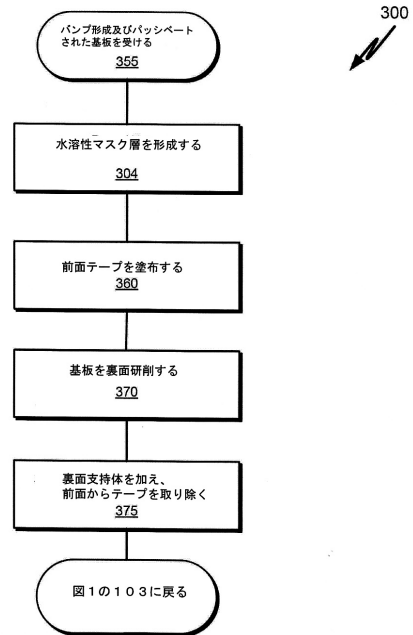 300
バンプ形成及びパッシベート
された基板を受ける
355
水溶性マスク層を形成する
304
前面テープを塗布する
360
基板を裏面研削する
370
裏面支持体を加え、
前面からテープを取り除く
375
図1の103に戻る